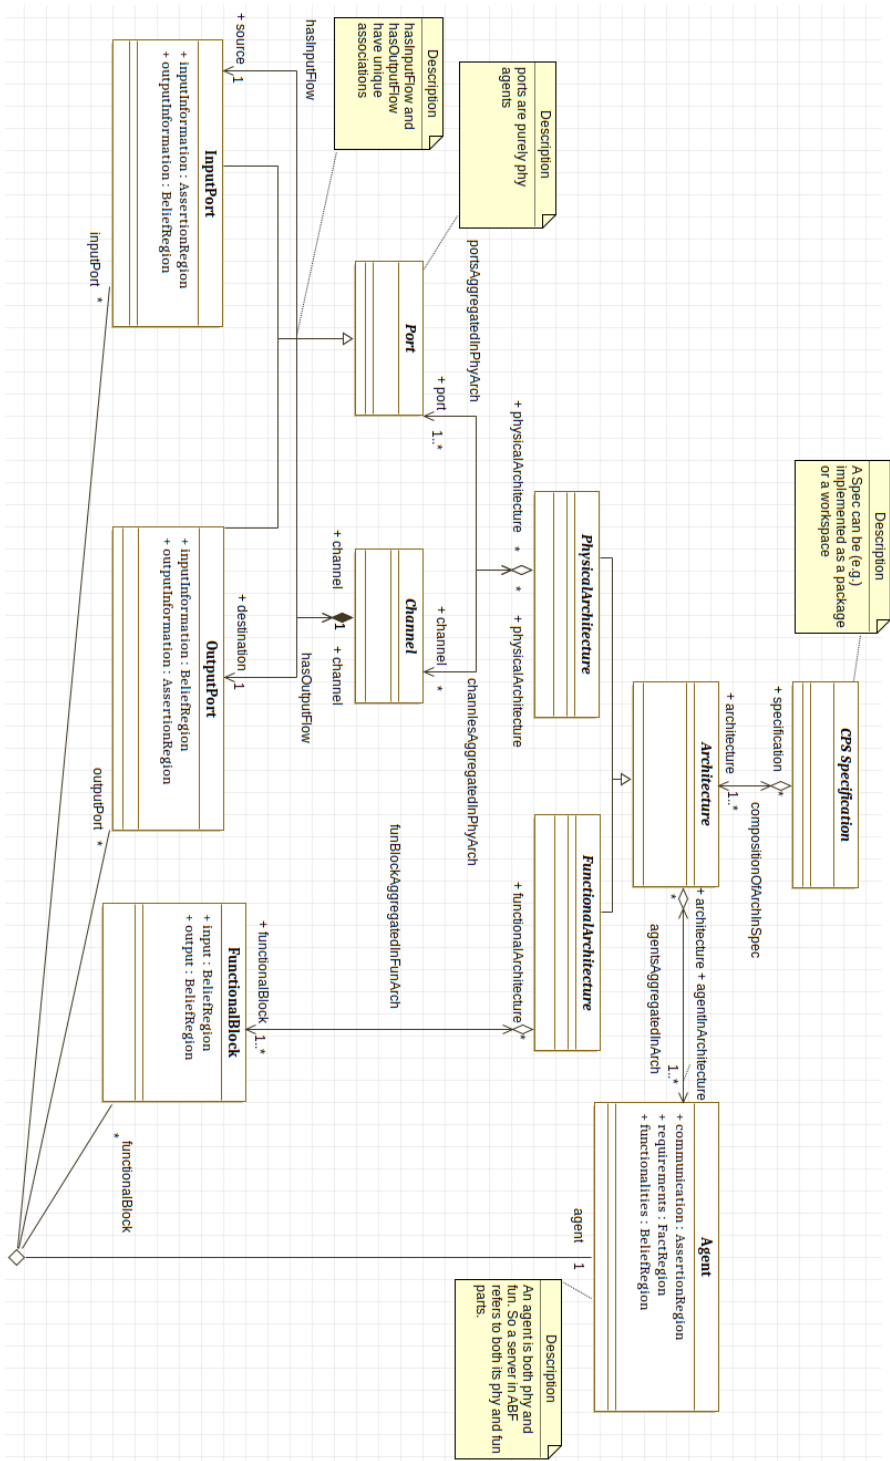 Description
A Spec can be (e.g.)
implemented as a package
or a workspace
CPS Specification
+ specification
*
compositionOfArchInSpec
+ architecture
1..*
Architecture
+ architecture
*
+ agentInArchitecture
1..*
agentsAggregatedInArch
Agent
+ communication : AssertionRegion
+ requirements : FactRegion
+ functionalities : BeliefRegion
agent
1
Description
An agent is both phy and
fun. So a server in ABF
refers to both its phy and fun
parts.
PhysicalArchitecture
+ physicalArchitecture
*
*
+ physicalArchitecture
FunctionalArchitecture
+ functionalArchitecture
*
Description
ports are purely phy
agents
portsAggregatedInPhyArch
+ port
1..*
+ channel
*
channlesAggregatedInPhyArch
funBlockAggregatedInFunArch
Description
hasInputFlow and
hasOutputFlow
have unique
associations
Port
Channel
+ channel
1
+ channel
hasInputFlow
hasOutputFlow
+ source
1
+ destination
1
+ functionalBlock
1..*
InputPort
+ inputInformation : AssertionRegion
+ outputInformation : BeliefRegion
OutputPort
+ inputInformation : BeliefRegion
+ outputInformation : AssertionRegion
FunctionalBlock
+ input : BeliefRegion
+ output : BeliefRegion
inputPort
*
outputPort
*
functionalBlock
*